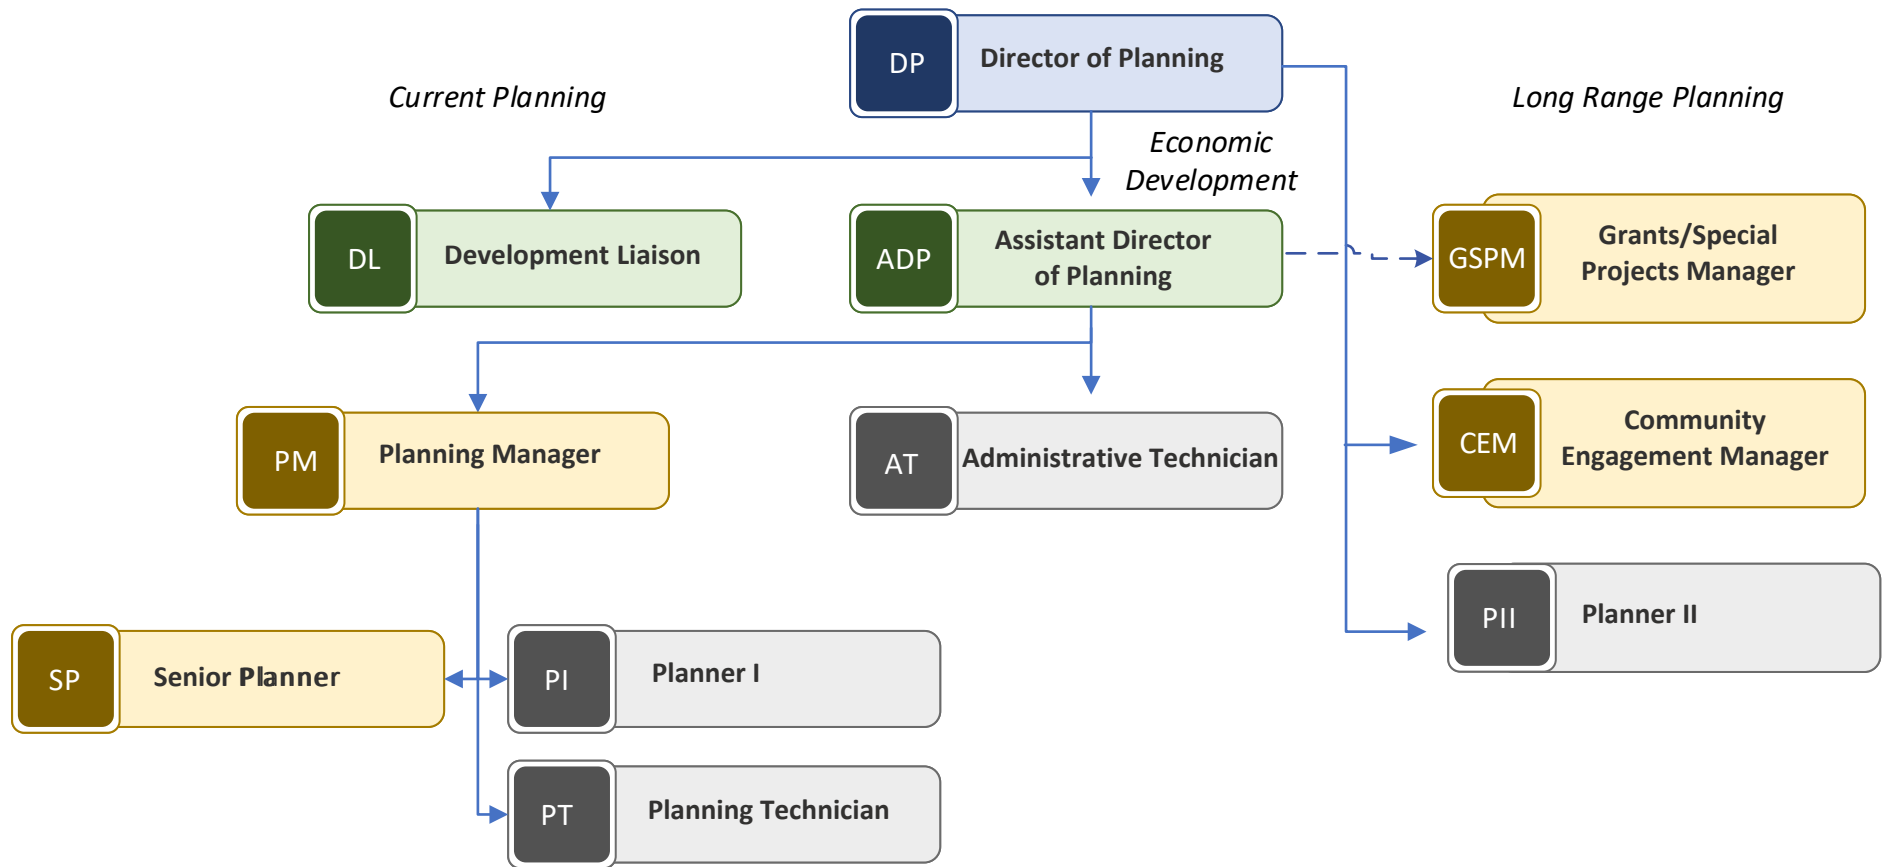 DP
Director of Planning
Current Planning
Long Range Planning
Economic
Development
DL
Development Liaison
ADP
Assistant Director
of Planning
GSPM
Grants/Special
Projects Manager
PM
Planning Manager
AT
Administrative Technician
CEM
Community
Engagement Manager
PII
Planner II
SP
Senior Planner
PI
Planner I
PT
Planning Technician